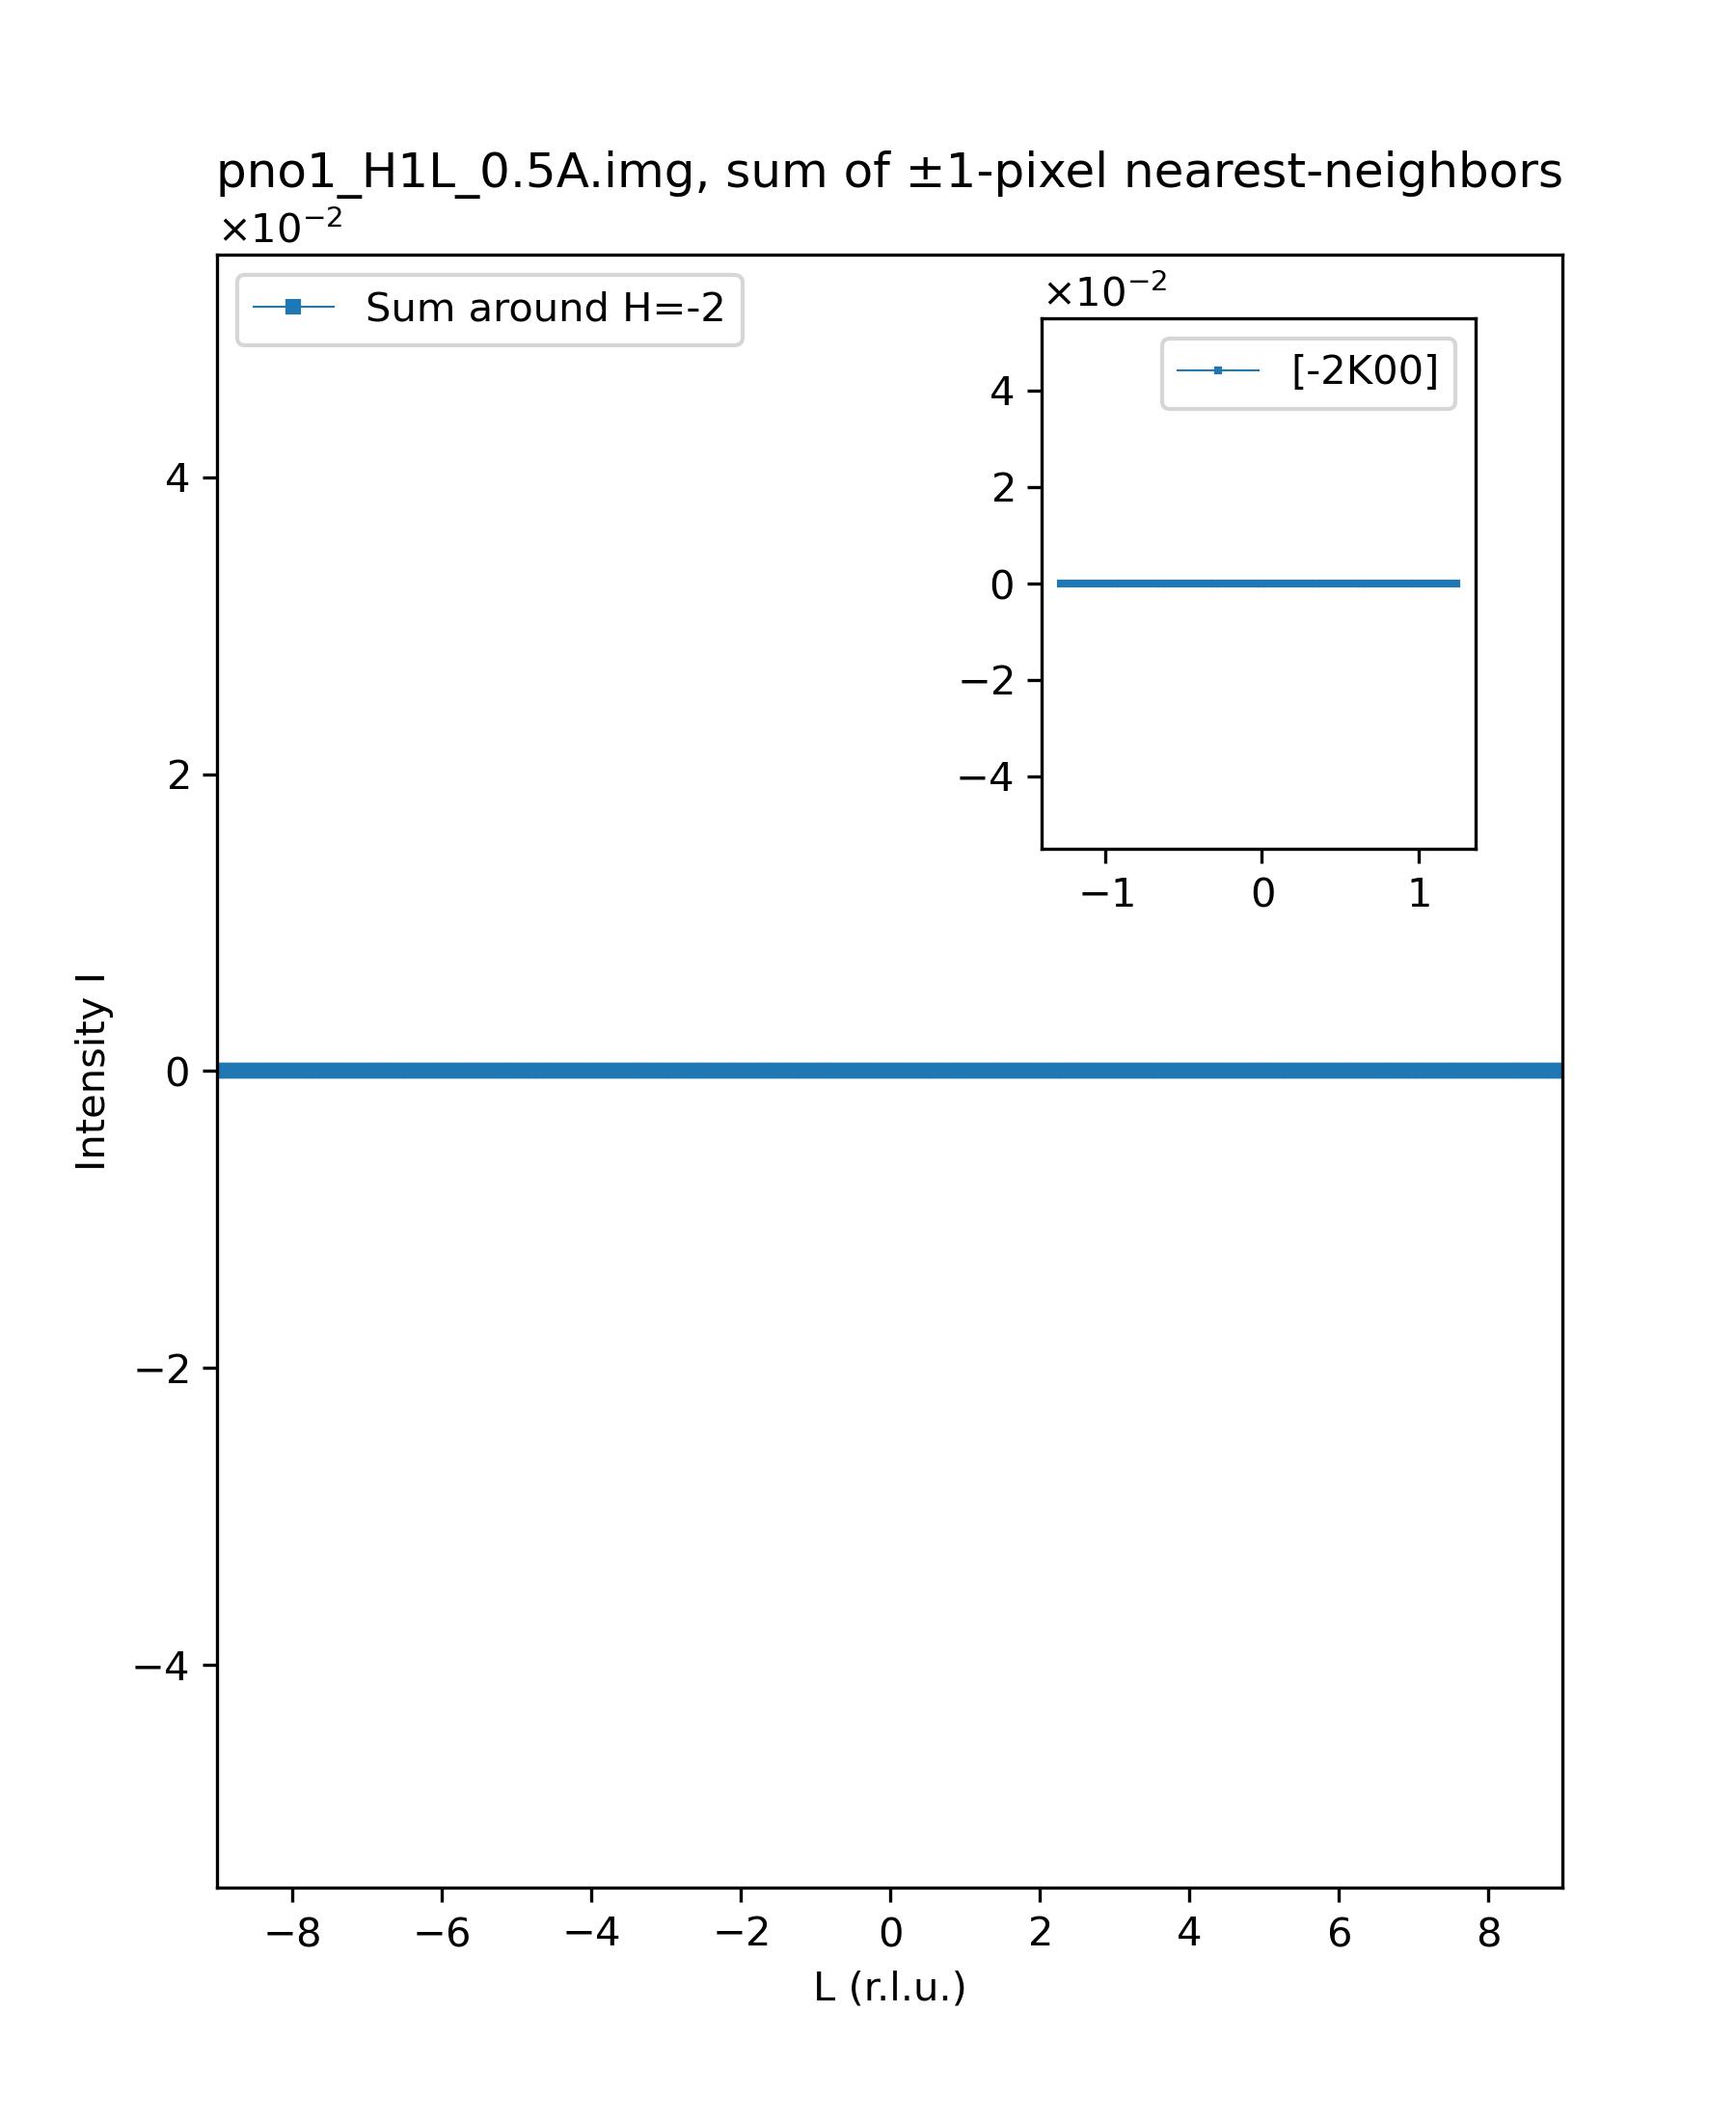 pno1_H1L_0.5A.img, sum of ±1-pixel nearest-neighbors
×10⁻²
Sum around H=-2
×10⁻²
[-2K00]
4
2
0
−2
−4
−1 0 1
4
2
0
−2
−4
Intensity I
−8 −6 −4 −2 0 2 4 6 8
L (r.l.u.)